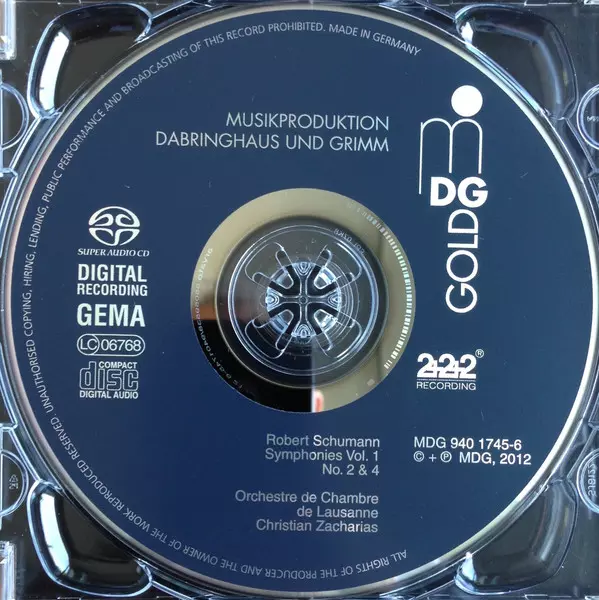 ALL RIGHTS OF THE PRODUCER AND THE OWNER OF THE WORK REPRODUCED RESERVED. UNAUTHORISED COPYING, HIRING, LENDING, PUBLIC PERFORMANCE AND BROADCASTING OF THIS RECORD PROHIBITED. MADE IN GERMANY
MUSIKPRODUKTION
DABRINGHAUS UND GRIMM
DG
GOLD
SUPER AUDIO CD
DIGITAL
RECORDING
GEMA
LC 06768
COMPACT
disc
DIGITAL AUDIO
2+2+2®
RECORDING
Robert Schumann
Symphonies Vol. 1
No. 2 & 4
MDG 940 1745-6
© + ℗ MDG, 2012
Orchestre de Chambre
de Lausanne
Christian Zacharias